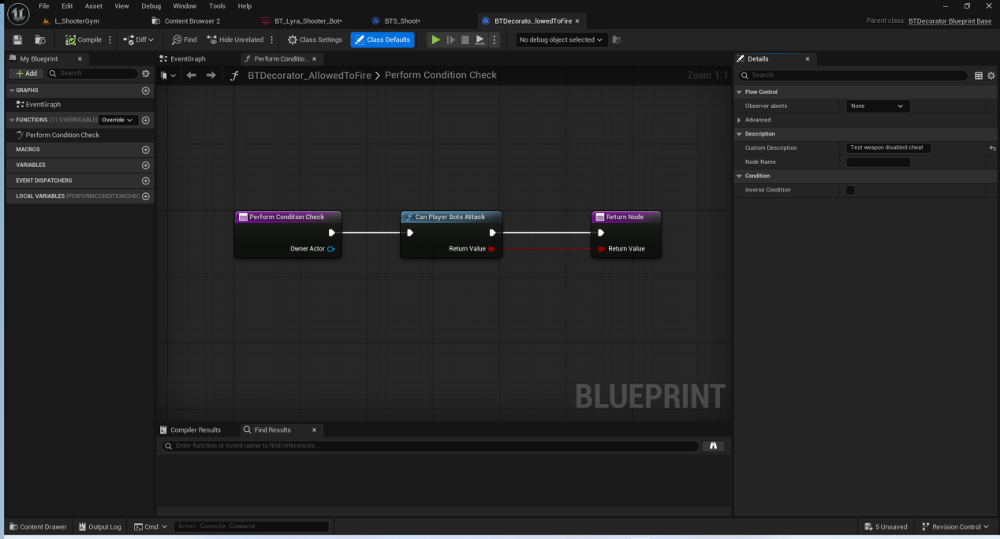 File Edit Asset View Debug Window Tools Help
L_ShooterGym Content Browser 2 BT_Lyra_Shooter_Bot* BTS_Shoot* BTDecorato...lowedToFire × Parent class: BTDecorator Blueprint Base
Compile Diff Find Hide Unrelated Class Settings Class Defaults No debug object selected
My Blueprint ×
+ Add Search
GRAPHS
EventGraph
FUNCTIONS (11 OVERRIDABLE) Override
Perform Condition Check
MACROS
VARIABLES
EVENT DISPATCHERS
LOCAL VARIABLES (PERFORMCONDITIONCHEC
EventGraph Perform Conditio... ×
BTDecorator_AllowedToFire > Perform Condition Check Zoom 1:1
Perform Condition Check
Owner Actor
Can Player Bots Attack
Return Value
Return Node
Return Value
BLUEPRINT
Compiler Results Find Results ×
Enter function or event name to find references...
Details ×
Search
Flow Control
Observer aborts None
Advanced
Description
Custom Description Test weapon disabled cheat
Node Name
Condition
Inverse Condition
Content Drawer Output Log Cmd Enter Console Command 5 Unsaved Revision Control